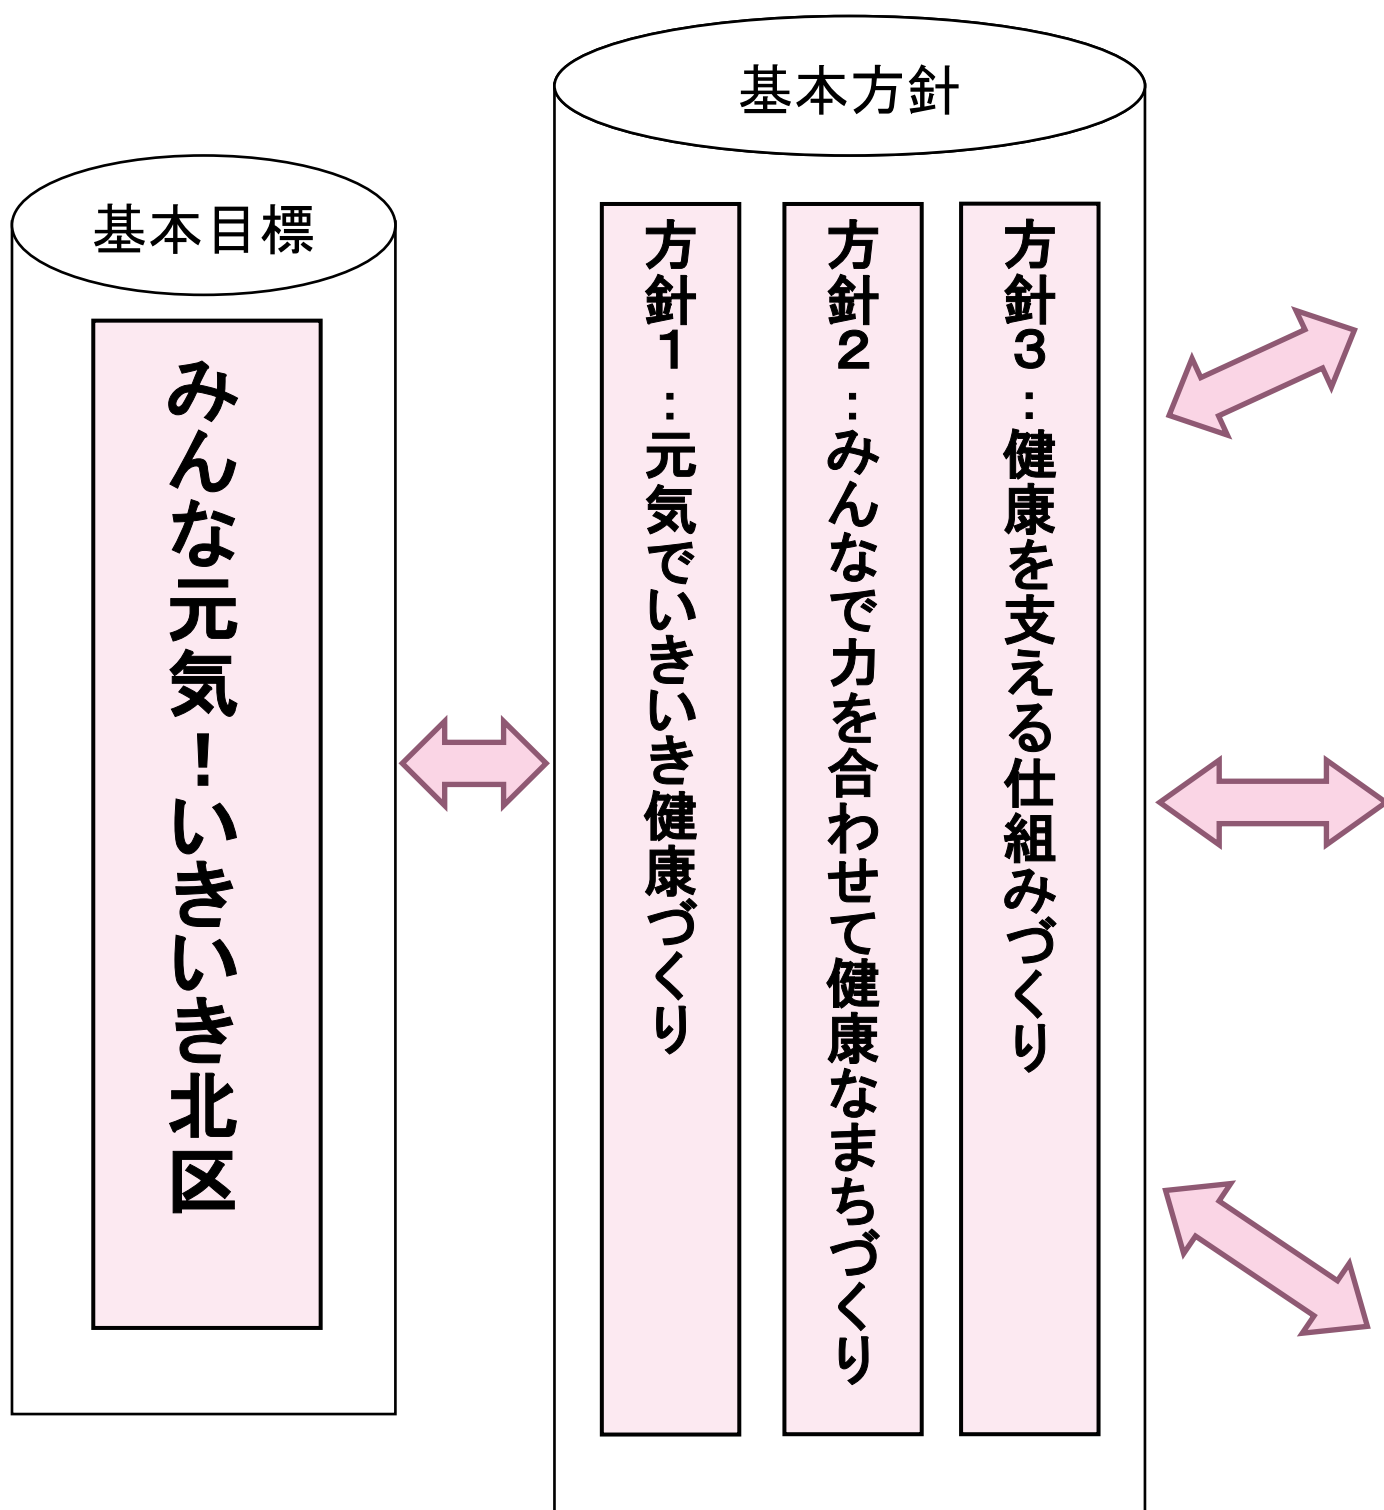 基本目標
みんな元気！いきいき北区
基本方針
方針１：元気でいきいき健康づくり
方針２：みんなで力を合わせて健康なまちづくり
方針３：健康を支える仕組みづくり